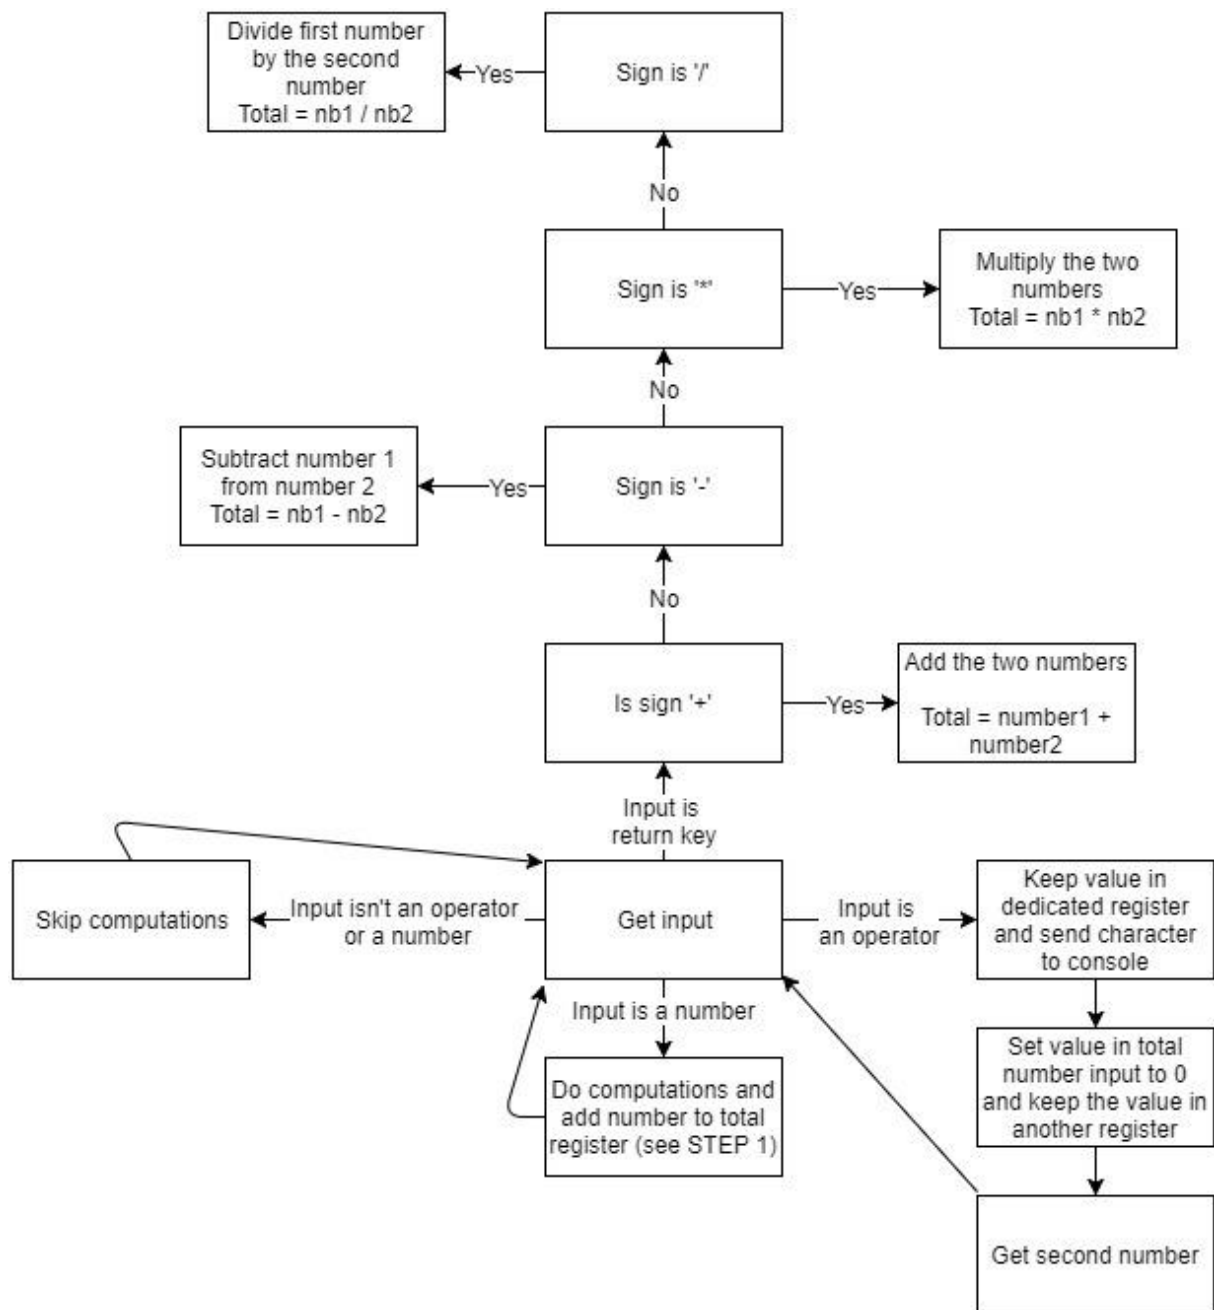 Divide first number
by the second
number
Total = nb1 / nb2
Yes
Sign is '/'
No
Sign is '*'
Yes
Multiply the two
numbers
Total = nb1 * nb2
No
Subtract number 1
from number 2
Total = nb1 - nb2
Yes
Sign is '-'
No
Is sign '+'
Yes
Add the two numbers
Total = number1 +
number2
Input is
return key
Skip computations
Input isn't an operator
or a number
Get input
Input is
an operator
Keep value in
dedicated register
and send character
to console
Input is a number
Do computations and
add number to total
register (see STEP 1)
Set value in total
number input to 0
and keep the value in
another register
Get second number